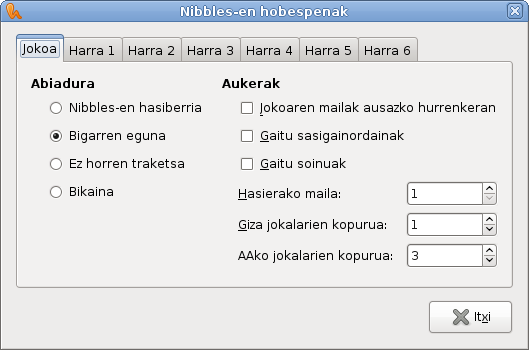 Nibbles-en hobespenak
Jokoa Harra 1 Harra 2 Harra 3 Harra 4 Harra 5 Harra 6
Abiadura
Nibbles-en hasiberria
Bigarren eguna
Ez horren traketsa
Bikaina
Aukerak
Jokoaren mailak ausazko hurrenkeran
Gaitu sasigainordainak
Gaitu soinuak
Hasierako maila: 1
Giza jokalarien kopurua: 1
AAko jokalarien kopurua: 3
Itxi